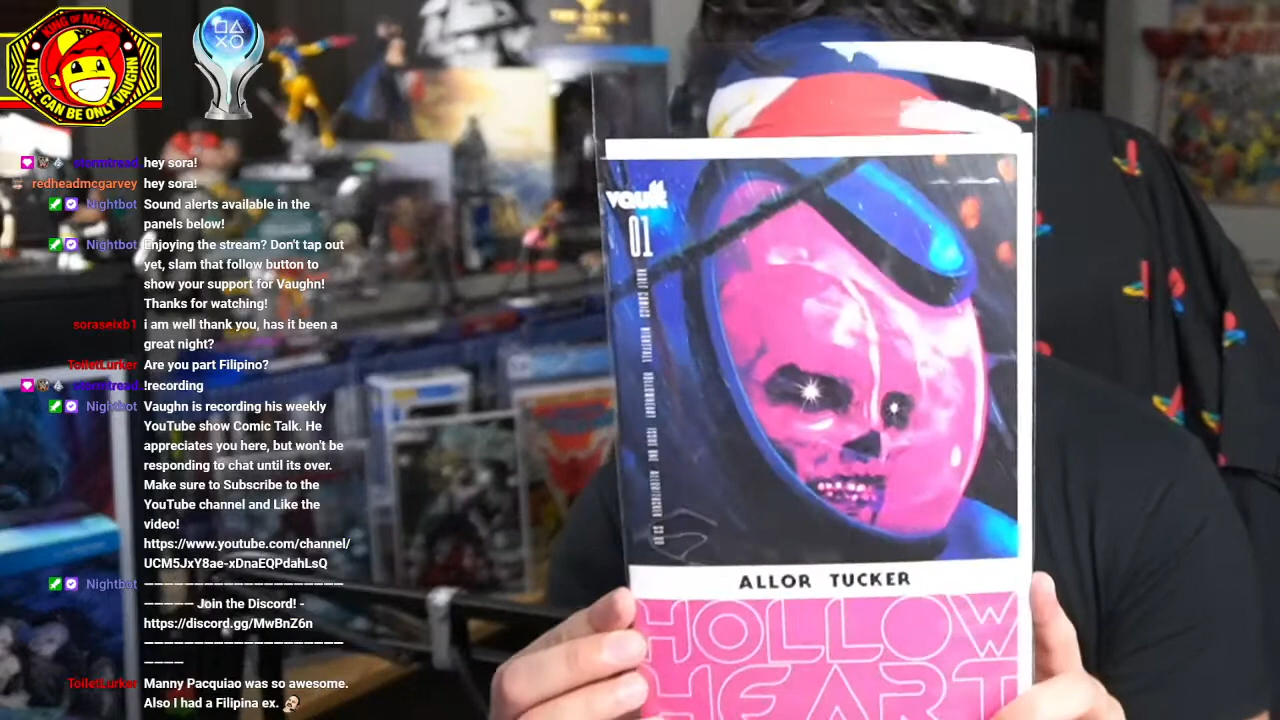 KING OF MARKS
THERE CAN BE ONLY VAUGHN
stormtread hey sora!
redheadmcgarvey hey sora!
Nightbot Sound alerts available in the
panels below!
Nightbot Enjoying the stream? Don't tap out
yet, slam that follow button to
show your support for Vaughn!
Thanks for watching!
soraseixb1 i am well thank you, has it been a
great night?
ToiletLurker Are you part Filipino?
stormtread !recording
Nightbot Vaughn is recording his weekly
YouTube show Comic Talk. He
appreciates you here, but won't be
responding to chat until its over.
Make sure to Subscribe to the
YouTube channel and Like the
video!
https://www.youtube.com/channel/
UCM5JxY8ae-xDnaEQPdahLsQ
Nightbot ————————————————————
————— Join the Discord! -
https://discord.gg/MwBnZ6n
————————————————————
————
ToiletLurker Manny Pacquiao was so awesome.
Also I had a Filipina ex.
vault
01
ALLOR TUCKER
HOLLOW
HEART